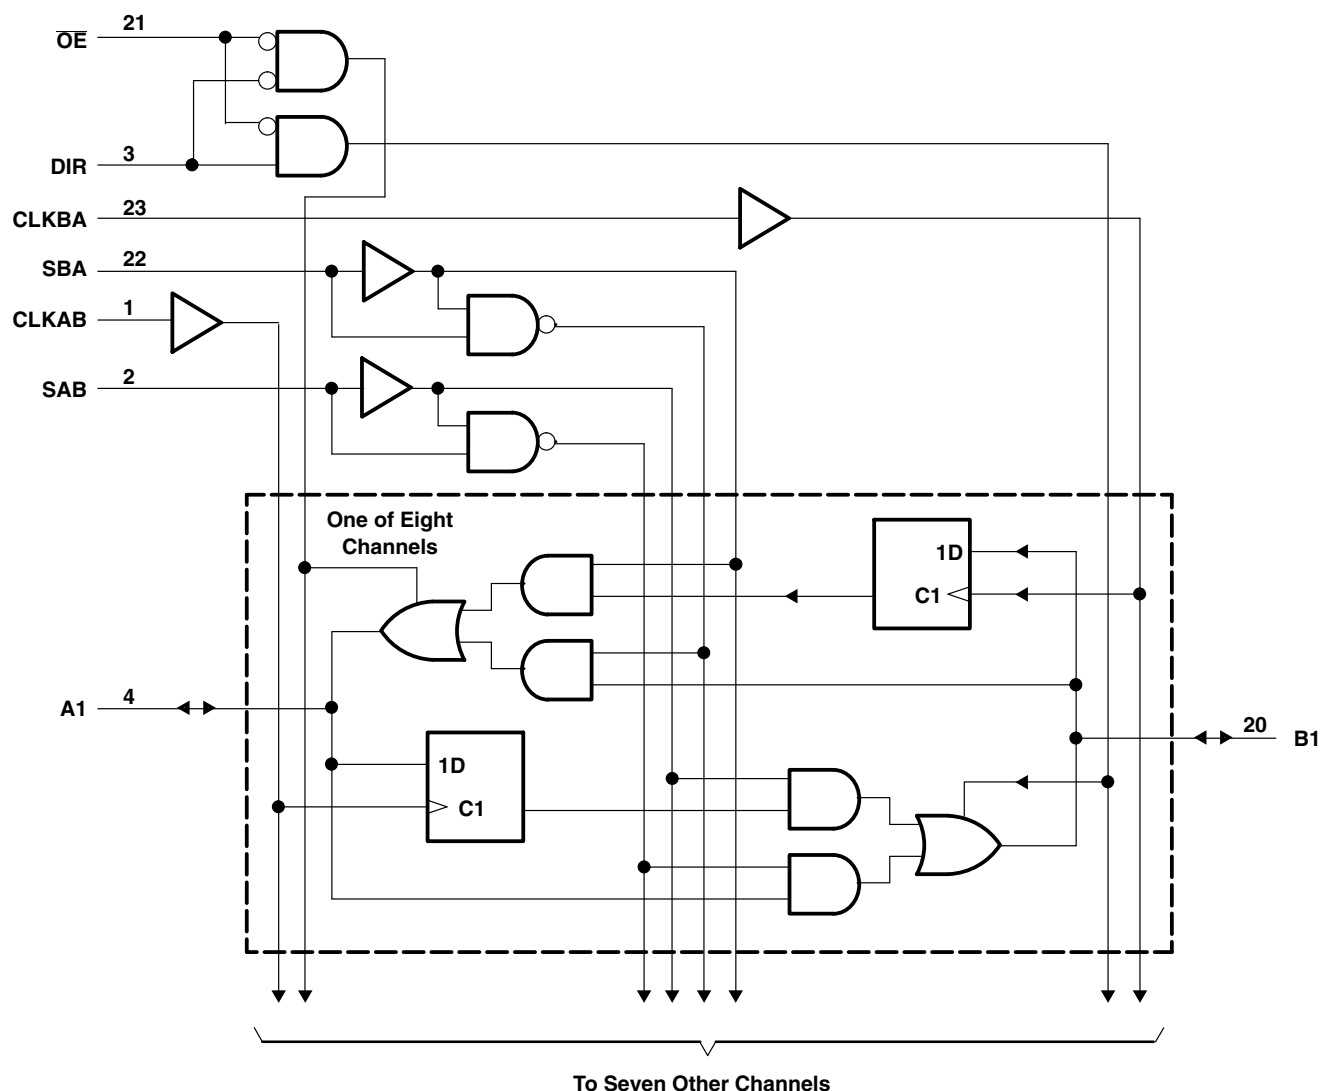 21
O̅E̅
3
DIR
23
CLKBA
22
SBA
1
CLKAB
2
SAB
One of Eight
Channels
1D
C1
4
A1
20
B1
1D
C1
To Seven Other Channels